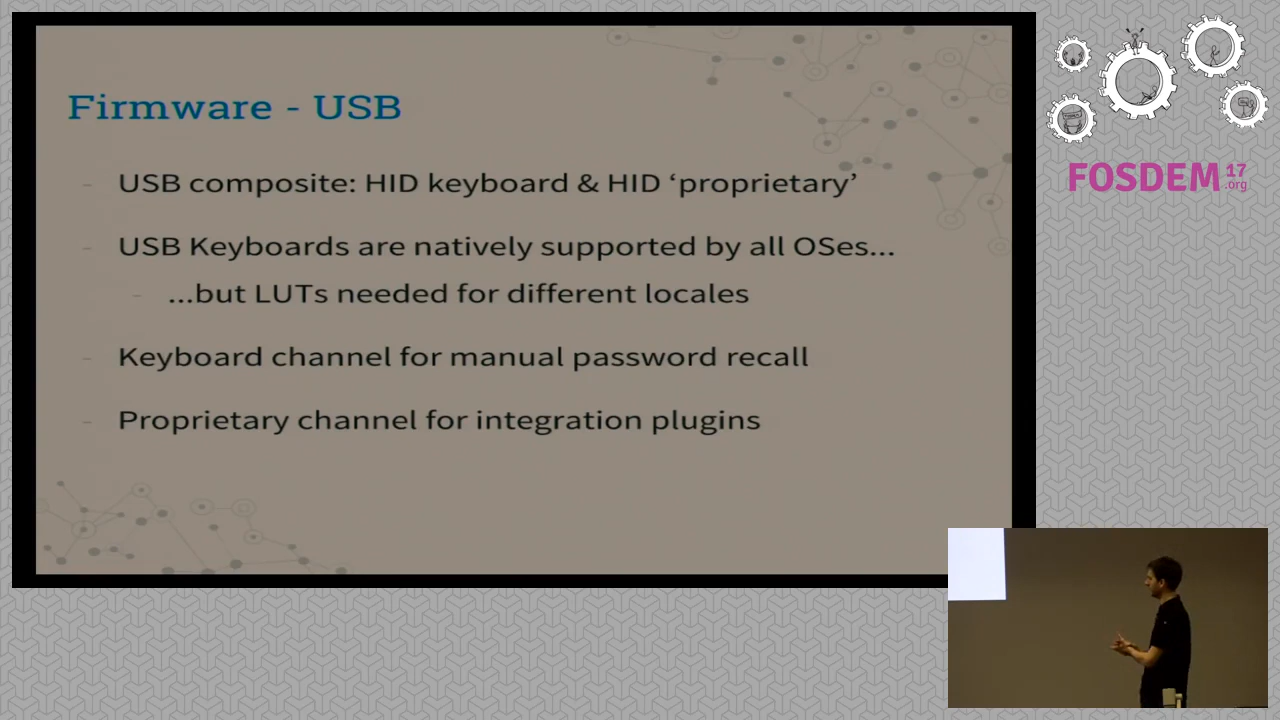 Firmware - USB
- USB composite: HID keyboard & HID ‘proprietary’
- USB Keyboards are natively supported by all OSes...
- ...but LUTs needed for different locales
- Keyboard channel for manual password recall
- Proprietary channel for integration plugins
FOSDEM 17
.org